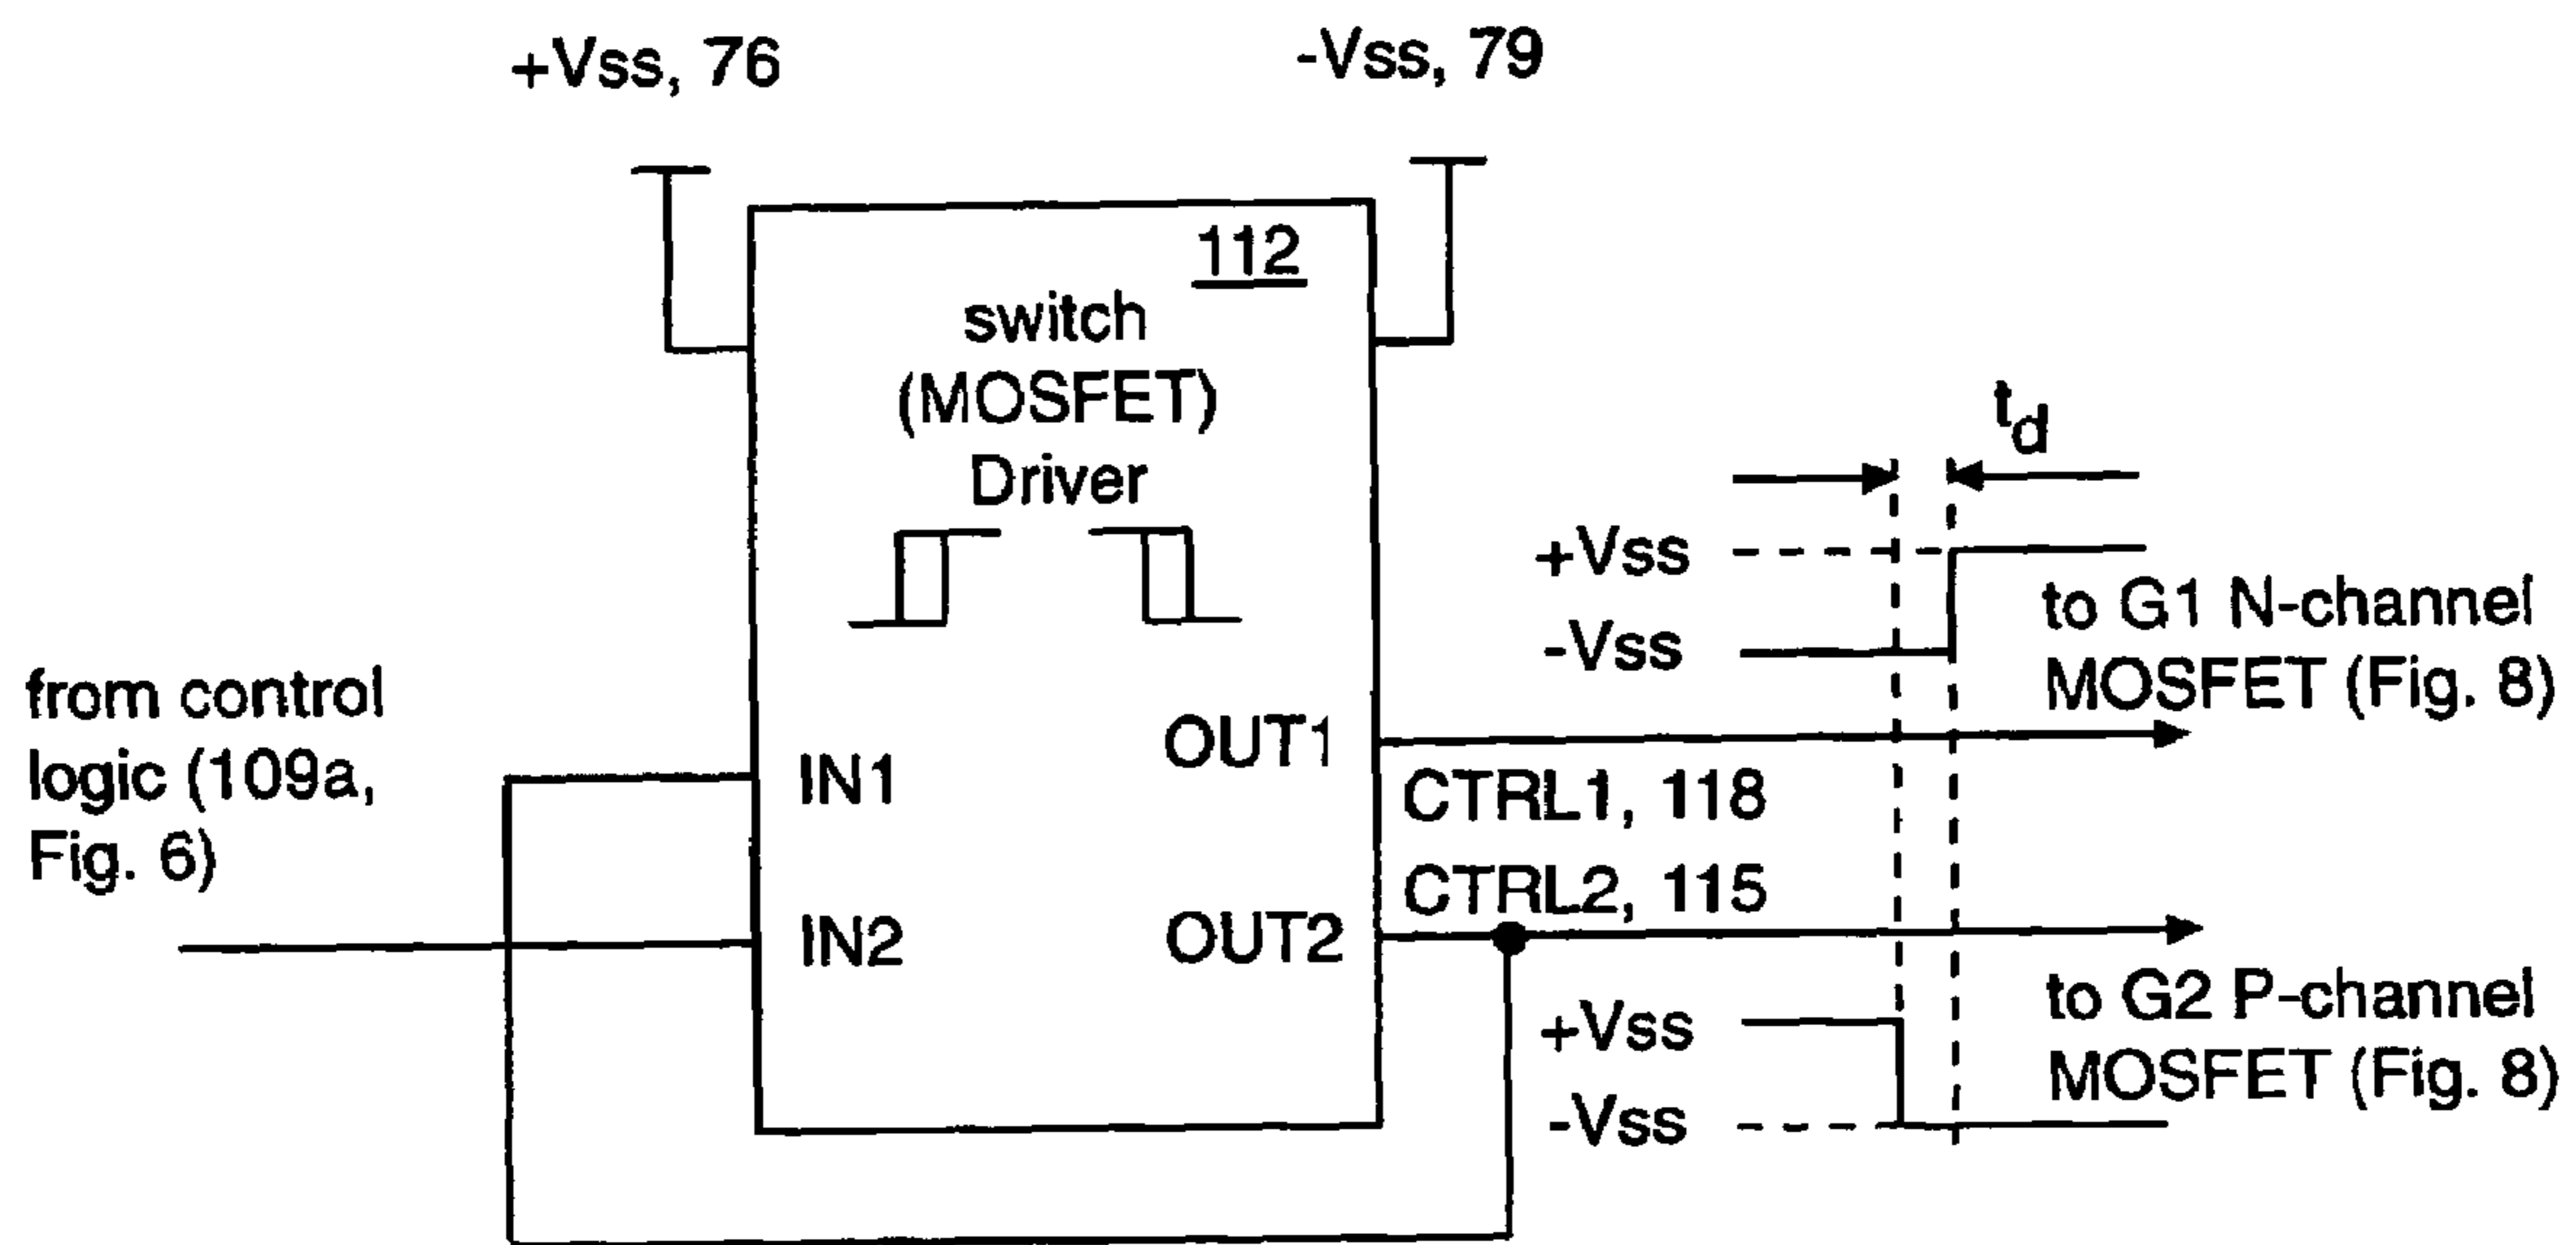 +Vss, 76
-Vss, 79
112
switch
(MOSFET)
Driver
td
+Vss
-Vss
to G1 N-channel
MOSFET (Fig. 8)
from control
logic (109a,
Fig. 6)
IN1
OUT1
CTRL1, 118
CTRL2, 115
IN2
OUT2
to G2 P-channel
MOSFET (Fig. 8)
+Vss
-Vss